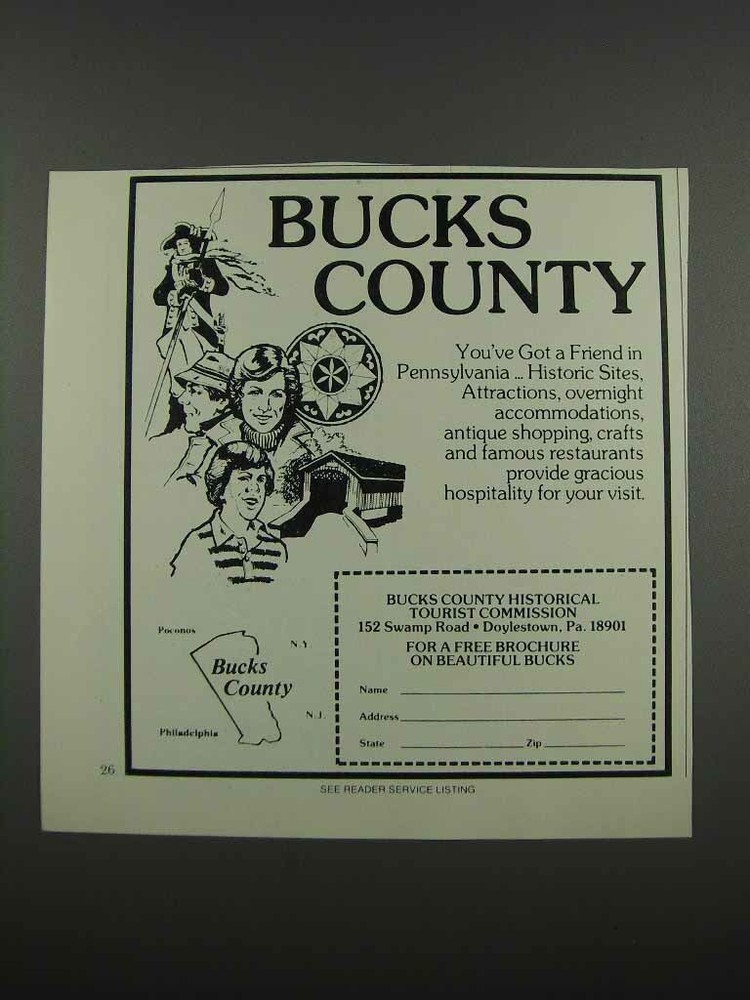 BUCKS
COUNTY
You've Got a Friend in
Pennsylvania ... Historic Sites,
Attractions, overnight
accommodations,
antique shopping, crafts
and famous restaurants
provide gracious
hospitality for your visit.
Poconos
N.Y.
Bucks
County
N.J.
Philadelphia
BUCKS COUNTY HISTORICAL
TOURIST COMMISSION
152 Swamp Road • Doylestown, Pa. 18901
FOR A FREE BROCHURE
ON BEAUTIFUL BUCKS
Name
Address
State Zip
26
SEE READER SERVICE LISTING